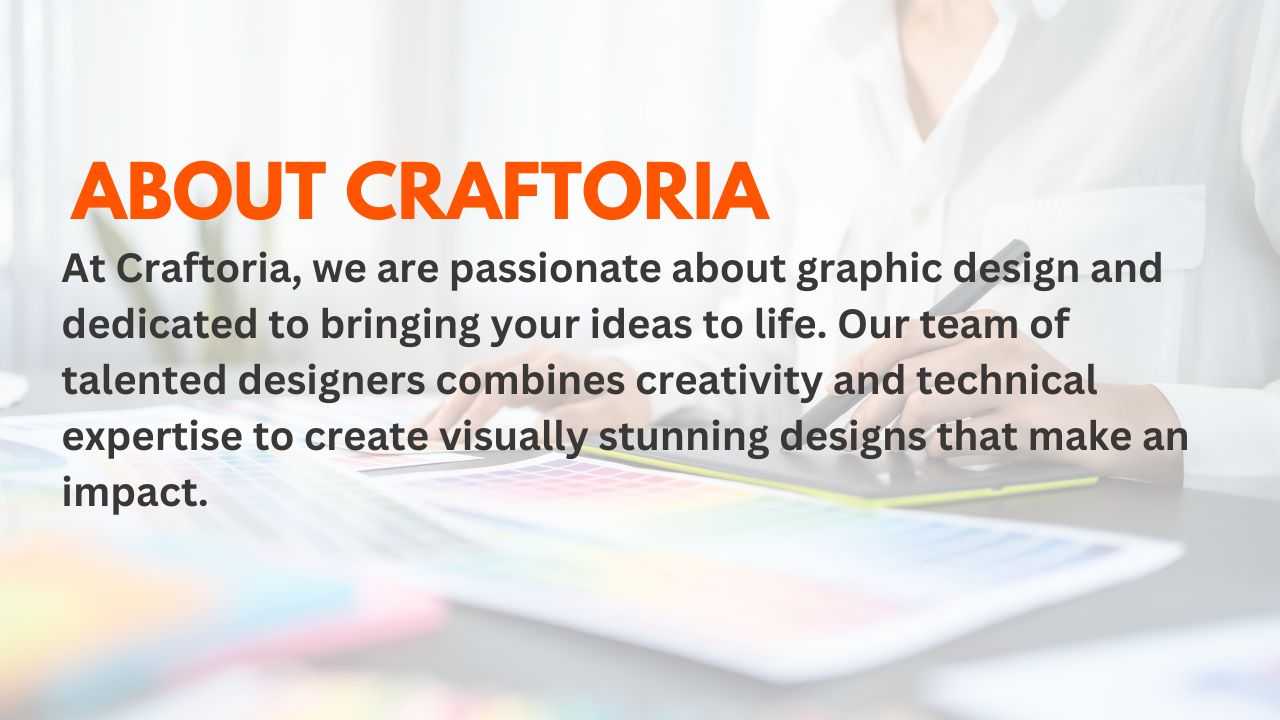 ABOUT CRAFTORIA
At Craftoria, we are passionate about graphic design and
dedicated to bringing your ideas to life. Our team of
talented designers combines creativity and technical
expertise to create visually stunning designs that make an
impact.